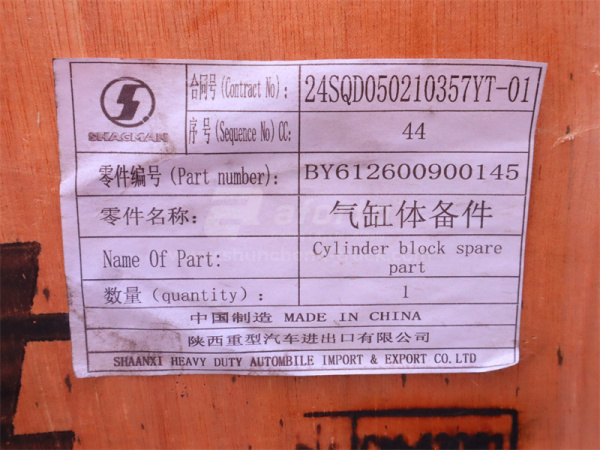 SHACMAN
合同号(Contract No):
24SQD050210357YT-01
序号(Sequence No)CC:
44
零件编号(Part number):
BY612600900145
零件名称:
气缸体备件
Name Of Part:
Cylinder block spare
part
数量(quantity):
1
中国制造 MADE IN CHINA
陕西重型汽车进出口有限公司
SHAANXI HEAVY DUTY AUTOMBILE IMPORT & EXPORT CO.LTD